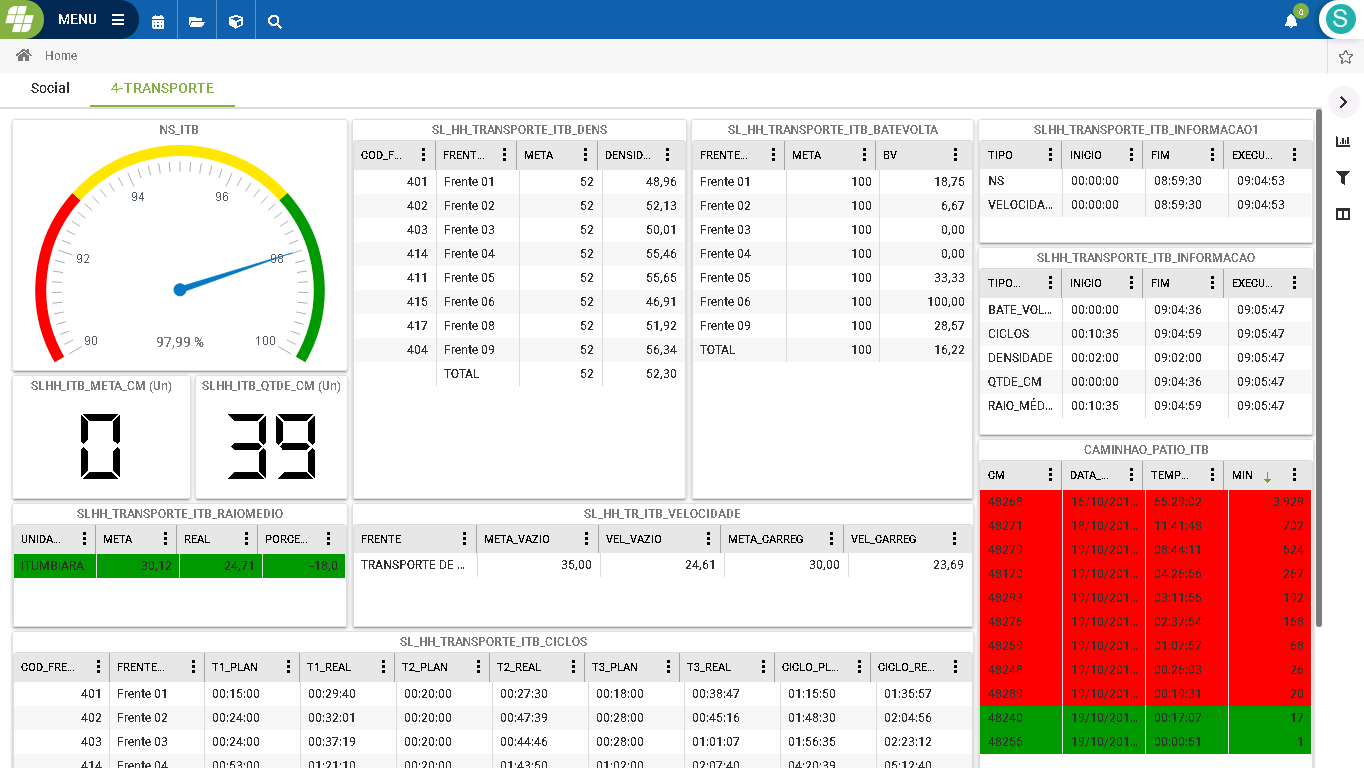 MENU
0
S
Home
Social 4-TRANSPORTE
NS_ITB
90 92 94 96 98 100
97,99 %
SLHH_ITB_META_CM (Un)
0
SLHH_ITB_QTDE_CM (Un)
39
SL_HH_TRANSPORTE_ITB_DENS
COD_F... FRENT... META DENSID...
401 Frente 01 52 48,96
402 Frente 02 52 52,13
403 Frente 03 52 50,01
414 Frente 04 52 55,46
411 Frente 05 52 55,65
415 Frente 06 52 46,91
417 Frente 08 52 51,92
404 Frente 09 52 56,34
TOTAL 52 52,30
SL_HH_TRANSPORTE_ITB_BATEVOLTA
FRENTE... META BV
Frente 01 100 18,75
Frente 02 100 6,67
Frente 03 100 0,00
Frente 04 100 0,00
Frente 05 100 33,33
Frente 06 100 100,00
Frente 09 100 28,57
TOTAL 100 16,22
SLHH_TRANSPORTE_ITB_INFORMACAO1
TIPO INICIO FIM EXECU...
NS 00:00:00 08:59:30 09:04:53
VELOCIDA... 00:00:00 08:59:30 09:04:53
SLHH_TRANSPORTE_ITB_INFORMACAO
TIPO... INICIO FIM EXECU...
BATE_VOL... 00:00:00 09:04:36 09:05:47
CICLOS 00:10:35 09:04:59 09:05:47
DENSIDADE 00:02:00 09:02:00 09:05:47
QTDE_CM 00:00:00 09:04:36 09:05:47
RAIO_MÉD... 00:10:35 09:04:59 09:05:47
CAMINHAO_PATIO_ITB
CM DATA_... TEMP... MIN
48268 16/10/201... 65:29:02 3.929
48271 18/10/201... 11:41:48 702
48279 19/10/201... 08:44:11 524
48170 19/10/201... 04:26:56 267
48293 19/10/201... 03:11:55 192
48276 19/10/201... 02:37:54 158
48259 19/10/201... 01:07:57 68
48248 19/10/201... 00:26:03 26
48289 19/10/201... 00:19:31 20
48240 19/10/201... 00:17:07 17
48255 19/10/201... 00:00:51 1
SLHH_TRANSPORTE_ITB_RAIOMEDIO
UNIDA... META REAL PORCE...
ITUMBIARA 30,12 24,71 -18,0
SL_HH_TR_ITB_VELOCIDADE
FRENTE META_VAZIO VEL_VAZIO META_CARREG VEL_CARREG
TRANSPORTE DE ... 35,00 24,61 30,00 23,69
SL_HH_TRANSPORTE_ITB_CICLOS
COD_FRE... FRENTE... T1_PLAN T1_REAL T2_PLAN T2_REAL T3_PLAN T3_REAL CICLO_PL... CICLO_RE...
401 Frente 01 00:15:00 00:29:40 00:20:00 00:27:30 00:18:00 00:38:47 01:15:50 01:35:57
402 Frente 02 00:24:00 00:32:01 00:20:00 00:47:39 00:28:00 00:45:16 01:48:30 02:04:56
403 Frente 03 00:24:00 00:37:19 00:20:00 00:44:46 00:28:00 01:01:07 01:56:35 02:23:12
414 Frente 04 00:53:00 01:21:10 00:20:00 01:43:50 01:02:00 02:07:40 04:20:39 05:12:40